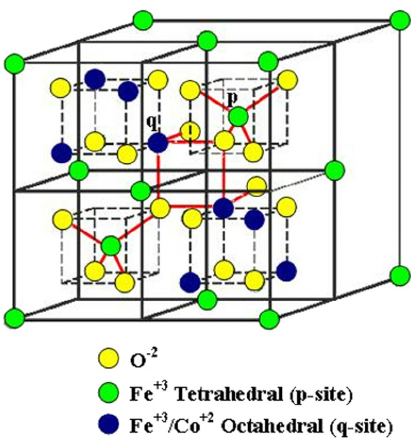 p
q
O⁻²
Fe⁺³ Tetrahedral (p-site)
Fe⁺³/Co⁺² Octahedral (q-site)